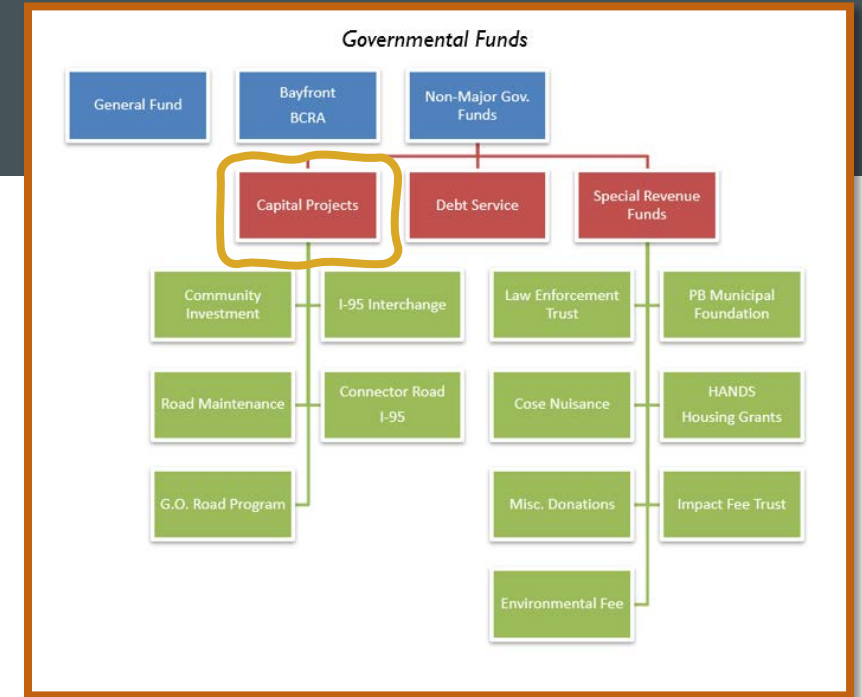 Governmental Funds
General Fund
Bayfront
BCRA
Non-Major Gov.
Funds
Capital Projects
Debt Service
Special Revenue
Funds
Community
Investment
I-95 Interchange
Law Enforcement
Trust
PB Municipal
Foundation
Road Maintenance
Connector Road
I-95
Cose Nuisance
HANDS
Housing Grants
G.O. Road Program
Misc. Donations
Impact Fee Trust
Environmental Fee